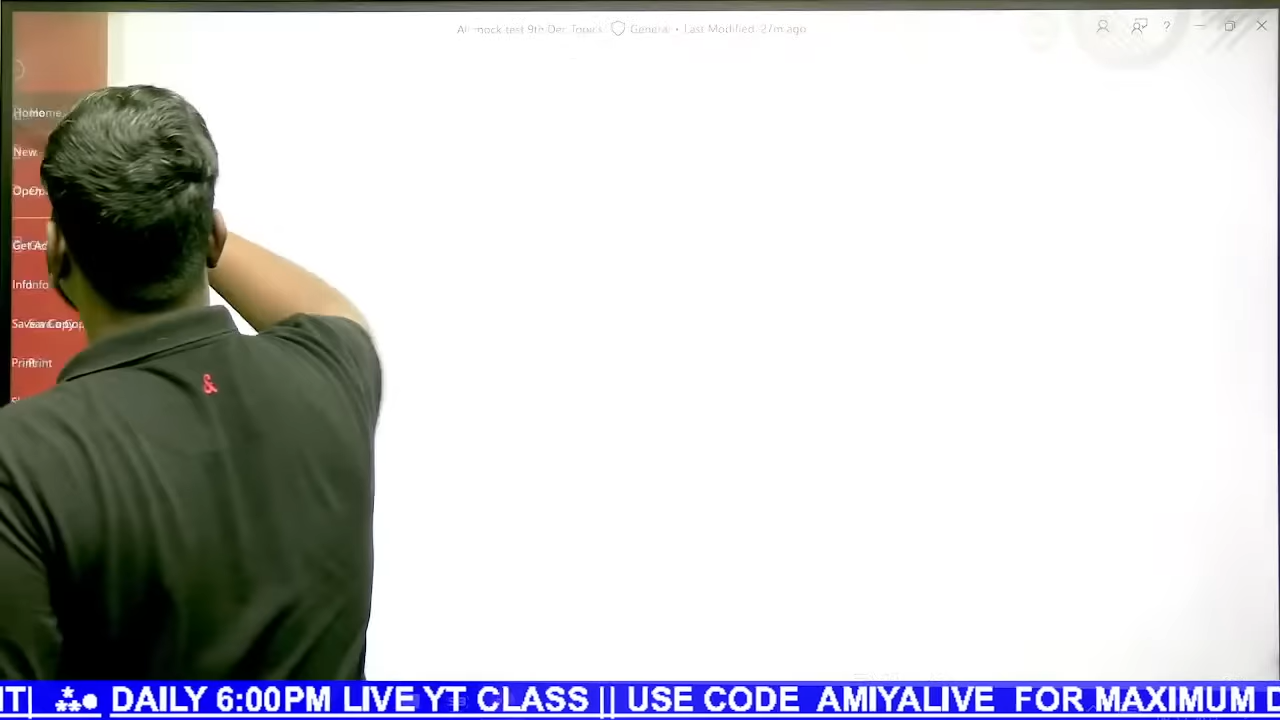 All mock test 9th Dec Topics General • Last Modified: 27m ago ?
Home
New
Open
Get Ad
Info
Save a Copy
Print
&
IT| DAILY 6:00PM LIVE YT CLASS || USE CODE AMIYALIVE FOR MAXIMUM D